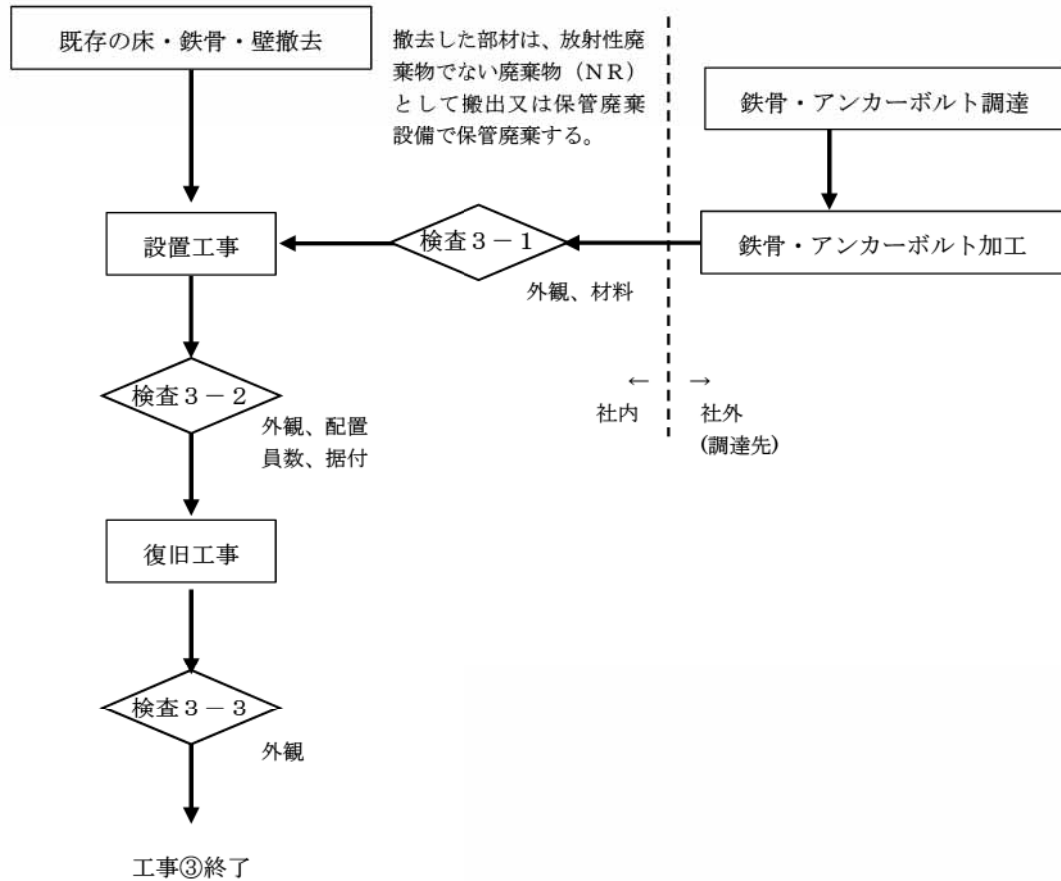 既存の床・鉄骨・壁撤去
撤去した部材は、放射性廃
棄物でない廃棄物（ＮＲ）
として搬出又は保管廃棄
設備で保管廃棄する。
鉄骨・アンカーボルト調達
設置工事
検査３－１
鉄骨・アンカーボルト加工
外観、材料
検査３－２
外観、配置
員数、据付
← →
社内 社外
(調達先)
復旧工事
検査３－３
外観
工事③終了